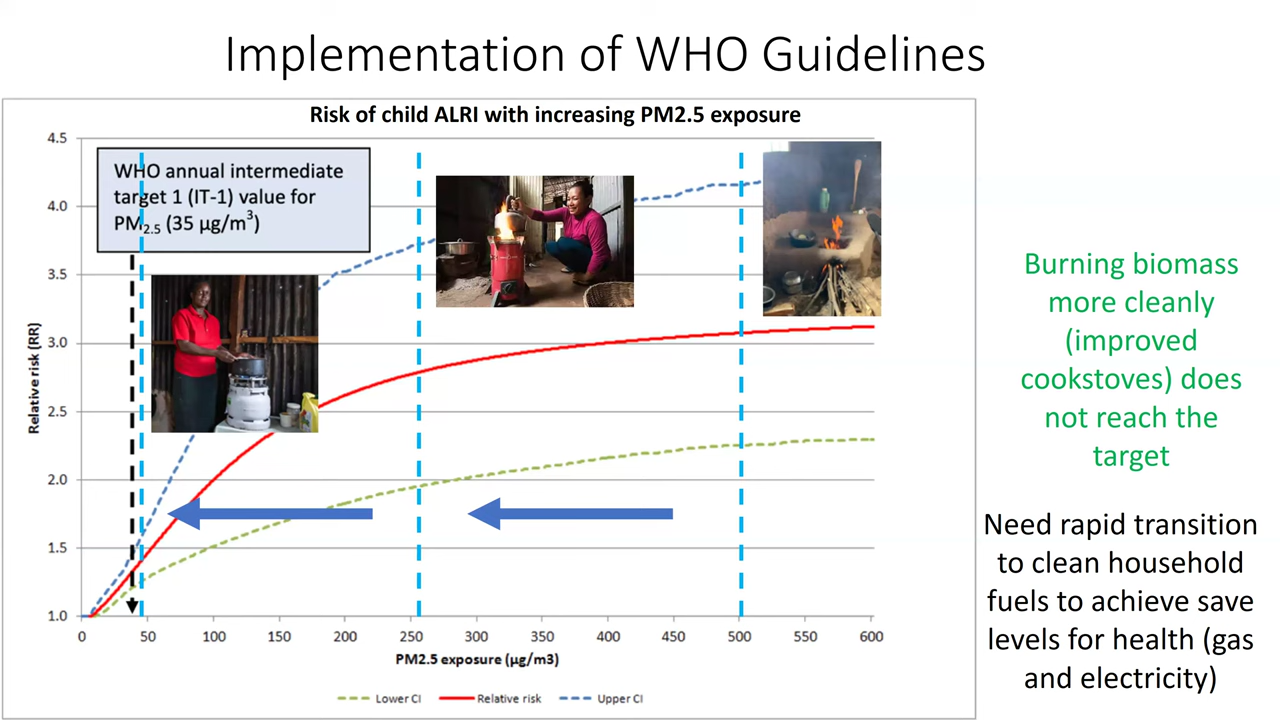 Implementation of WHO Guidelines
Risk of child ALRI with increasing PM2.5 exposure
WHO annual intermediate
target 1 (IT-1) value for
PM2.5 (35 µg/m3)
Relative risk (RR)
4.5
4.0
3.5
3.0
2.5
2.0
1.5
1.0
0
50
100
150
200
250
300
350
400
450
500
550
600
PM2.5 exposure (µg/m3)
Lower CI
Relative risk
Upper CI
Burning biomass
more cleanly
(improved
cookstoves) does
not reach the
target
Need rapid transition
to clean household
fuels to achieve save
levels for health (gas
and electricity)